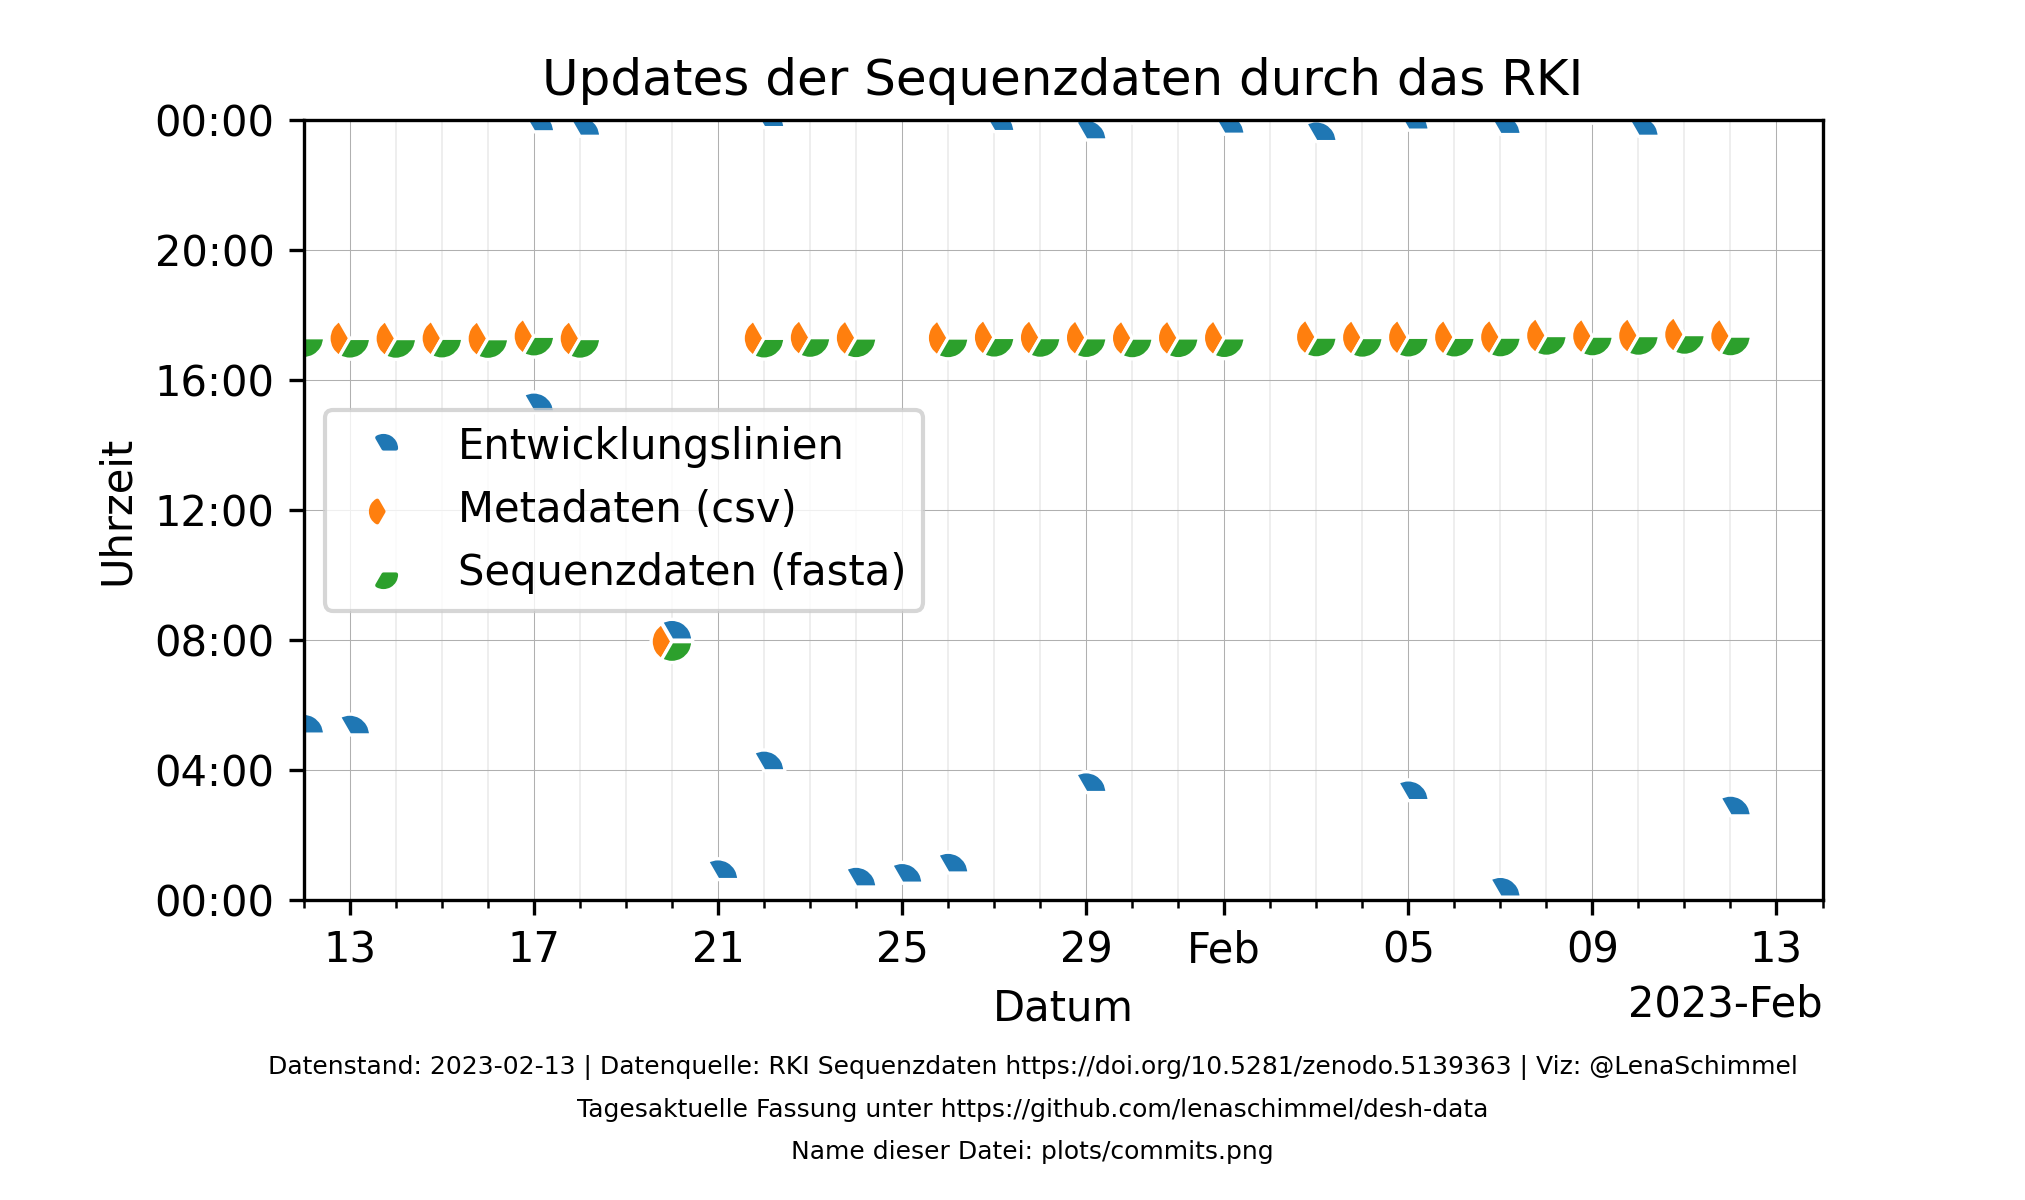 Updates der Sequenzdaten durch das RKI
00:00
20:00
16:00
12:00
08:00
04:00
00:00
Uhrzeit
Entwicklungslinien
Metadaten (csv)
Sequenzdaten (fasta)
13 17 21 25 29 Feb 05 09 13
Datum
2023-Feb
Datenstand: 2023-02-13 | Datenquelle: RKI Sequenzdaten https://doi.org/10.5281/zenodo.5139363 | Viz: @LenaSchimmel
Tagesaktuelle Fassung unter https://github.com/lenaschimmel/desh-data
Name dieser Datei: plots/commits.png